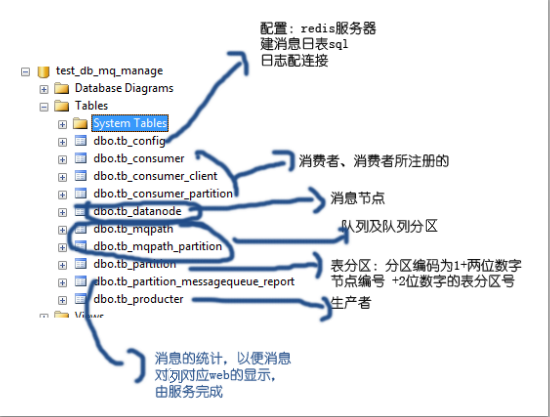 配置：redis服务器
建消息日表sql
日志配连接
test_db_mq_manage
Database Diagrams
Tables
System Tables
dbo.tb_config
dbo.tb_consumer
dbo.tb_consumer_client
dbo.tb_consumer_partition
dbo.tb_datanode
dbo.tb_mqpath
dbo.tb_mqpath_partition
dbo.tb_partition
dbo.tb_partition_messagequeue_report
dbo.tb_producter
Views
消费者、消费者所注册的
消息节点
队列及队列分区
表分区：分区编码为1+两位数字
节点编号 +2位数字的表分区号
生产者
消息的统计，以便消息
对列对应web的显示，
由服务完成